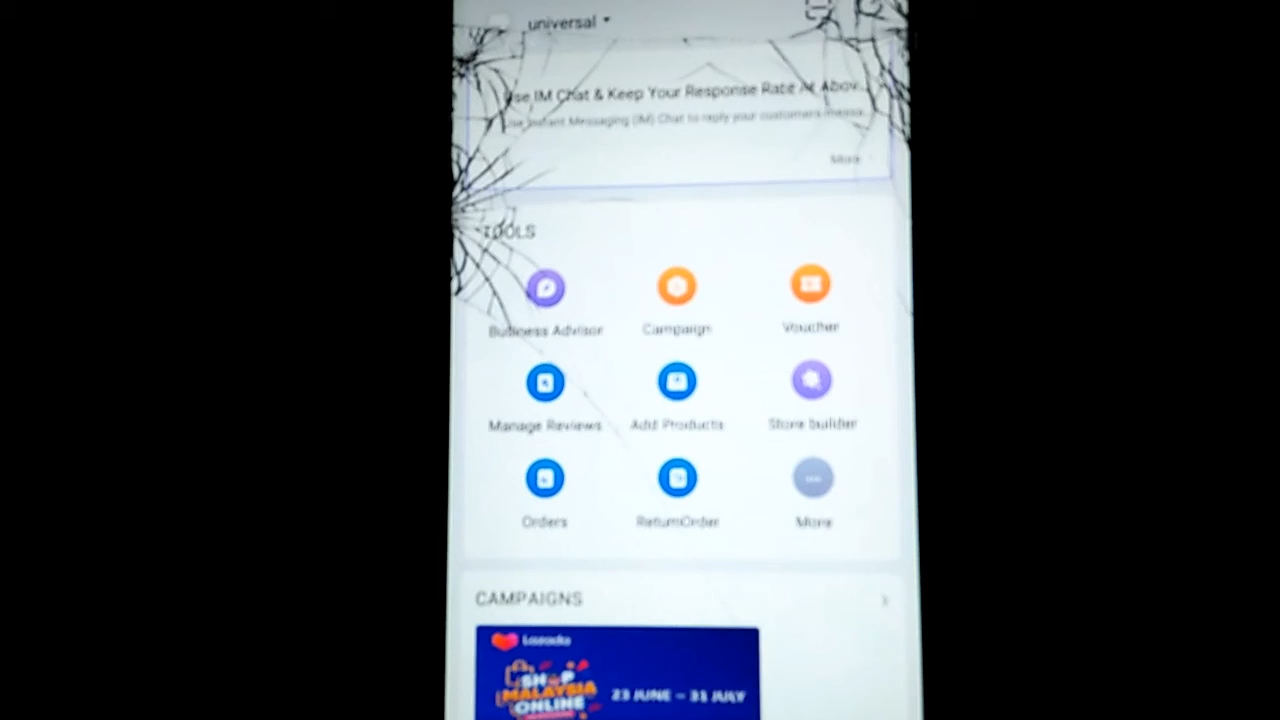 universal
Use IM Chat & Keep Your Response Rate At Abov...
Use Instant Messaging (IM) Chat to reply your customers messa...
More
TOOLS
Business Advisor
Campaign
Voucher
Manage Reviews
Add Products
Store builder
Orders
ReturnOrder
More
CAMPAIGNS
Lazada
SHOP
MALAYSIA
ONLINE
23 JUNE – 31 JULY